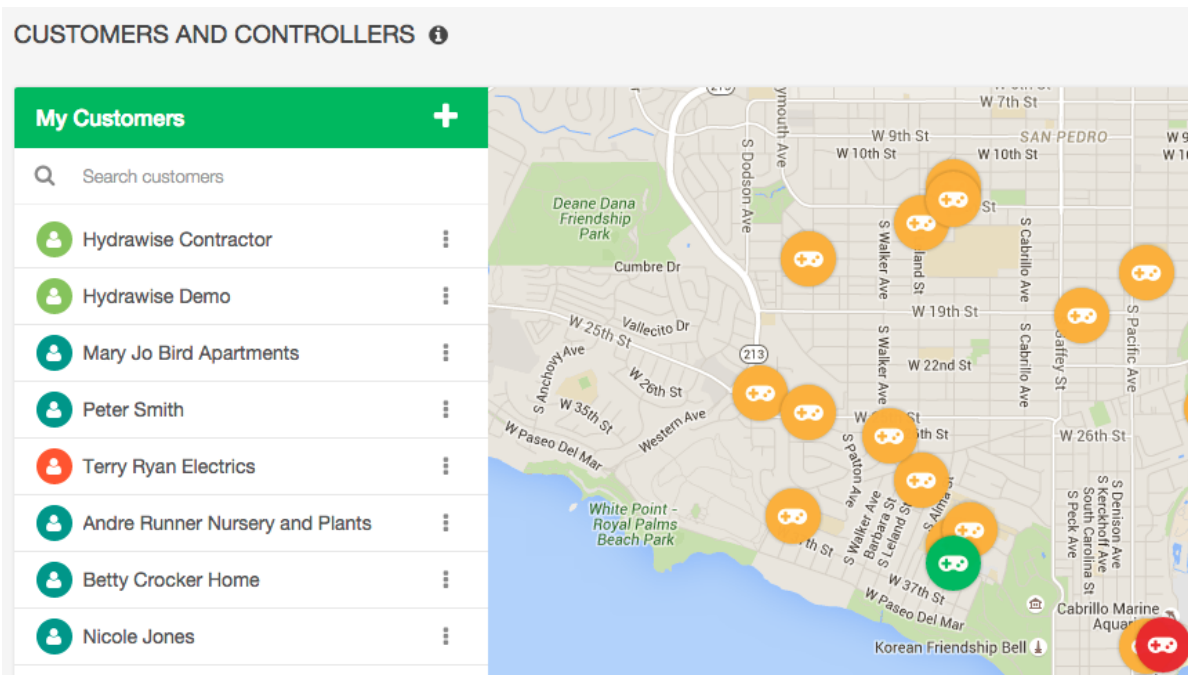 CUSTOMERS AND CONTROLLERS
My Customers
Search customers
Hydrawise Contractor
Hydrawise Demo
Mary Jo Bird Apartments
Peter Smith
Terry Ryan Electrics
Andre Runner Nursery and Plants
Betty Crocker Home
Nicole Jones
W 7th St
W 9th St
SAN PEDRO
W 10th St
W 10th St
S Dodson Ave
Deane Dana
Friendship
Park
St
S Walker Ave
S Cabrillo Ave
Cumbre Dr
W 19th St
S Pacific Ave
W 25th St
Vallecito Dr
213
S Walker Ave
S Cabrillo Ave
W 22nd St
S Anchovy Ave
W 26th St
W 35th St
Western Ave
W Paseo Del Mar
W 26th St
S Patton Ave
White Point -
Royal Palms
Beach Park
S Walker Ave
Barbara St
S Leland St
S Denison Ave
S Kerckhoff Ave
South Carolina St
S Peck Ave
W 37th St
W Paseo Del Mar
Cabrillo Marine
Korean Friendship Bell